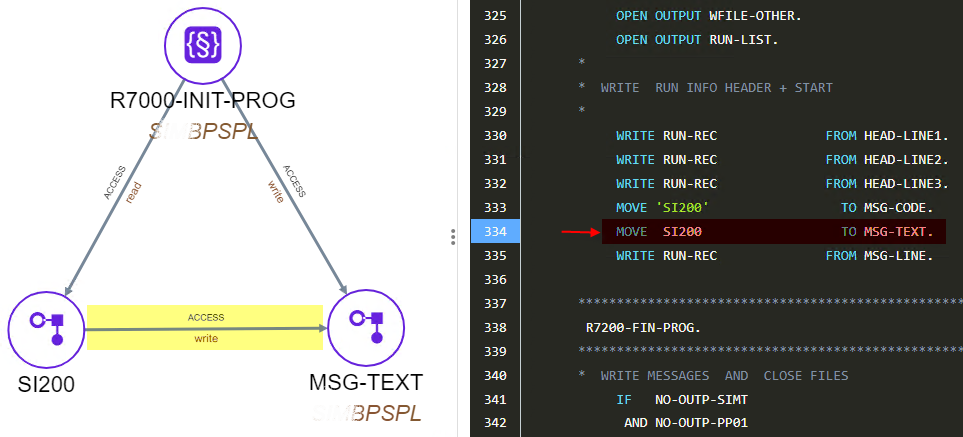 R7000-INIT-PROG
ACCESS
read
ACCESS
write
ACCESS
write
SI200
MSG-TEXT
325 OPEN OUTPUT WFILE-OTHER.
326 OPEN OUTPUT RUN-LIST.
327 *
328 * WRITE RUN INFO HEADER + START
329 *
330 WRITE RUN-REC FROM HEAD-LINE1.
331 WRITE RUN-REC FROM HEAD-LINE2.
332 WRITE RUN-REC FROM HEAD-LINE3.
333 MOVE 'SI200' TO MSG-CODE.
334 MOVE SI200 TO MSG-TEXT.
335 WRITE RUN-REC FROM MSG-LINE.
336
337 **************************************************
338 R7200-FIN-PROG.
339 **************************************************
340 * WRITE MESSAGES AND CLOSE FILES
341 IF NO-OUTP-SIMT
342 AND NO-OUTP-PP01